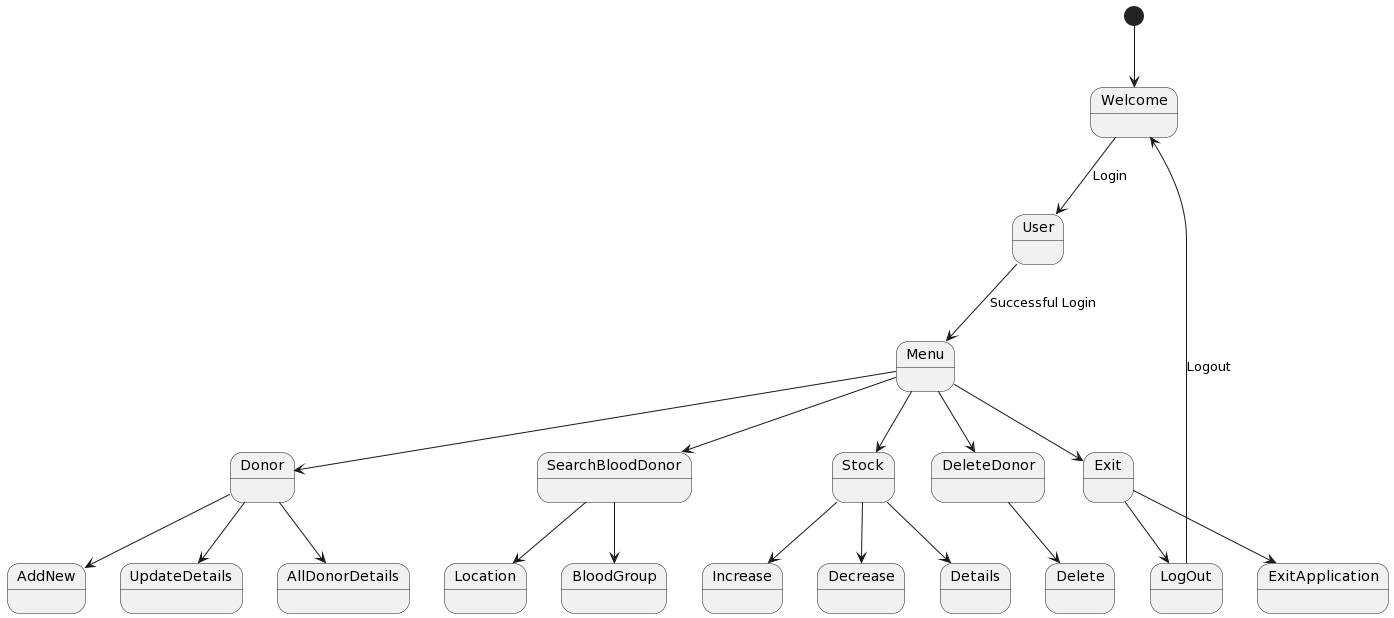 Welcome
Login
User
Successful Login
Menu
Logout
Donor
SearchBloodDonor
Stock
DeleteDonor
Exit
AddNew
UpdateDetails
AllDonorDetails
Location
BloodGroup
Increase
Decrease
Details
Delete
LogOut
ExitApplication